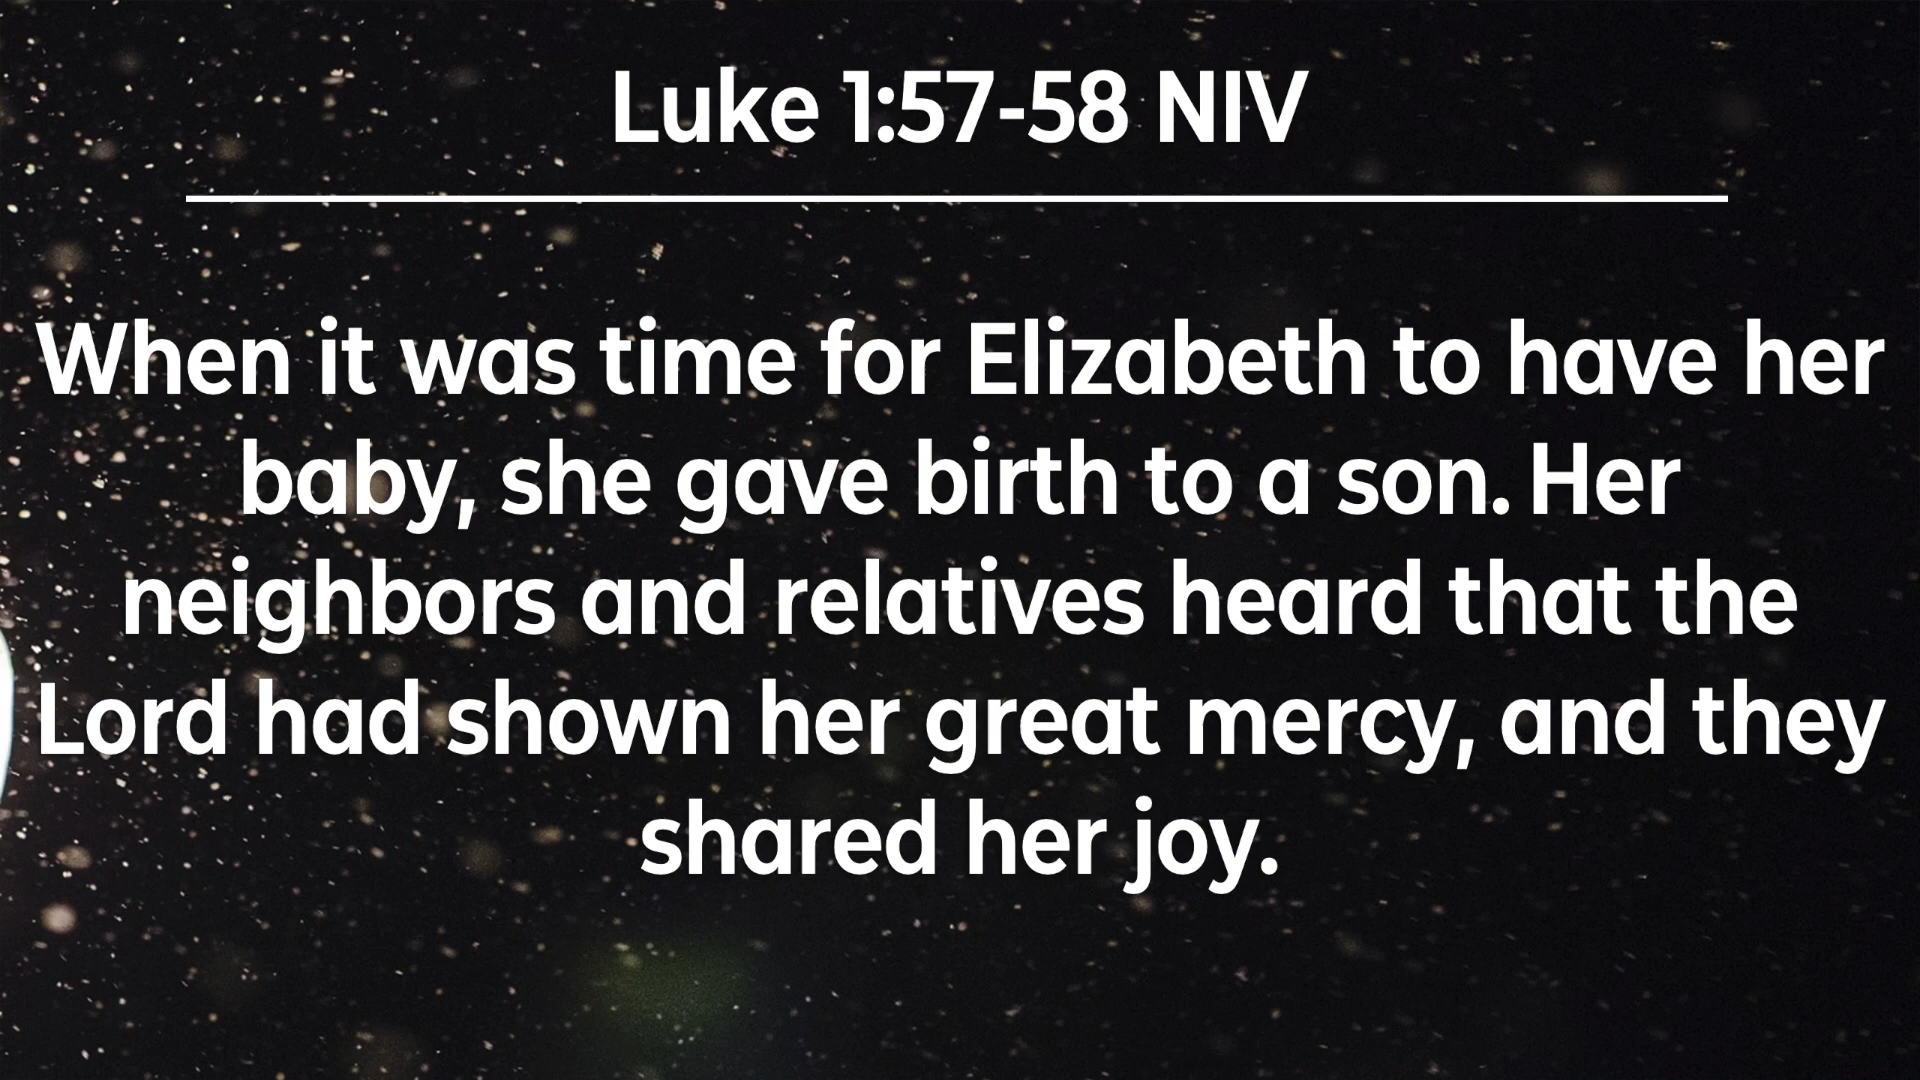 Luke 1:57-58 NIV
When it was time for Elizabeth to have her
baby, she gave birth to a son. Her
neighbors and relatives heard that the
Lord had shown her great mercy, and they
shared her joy.